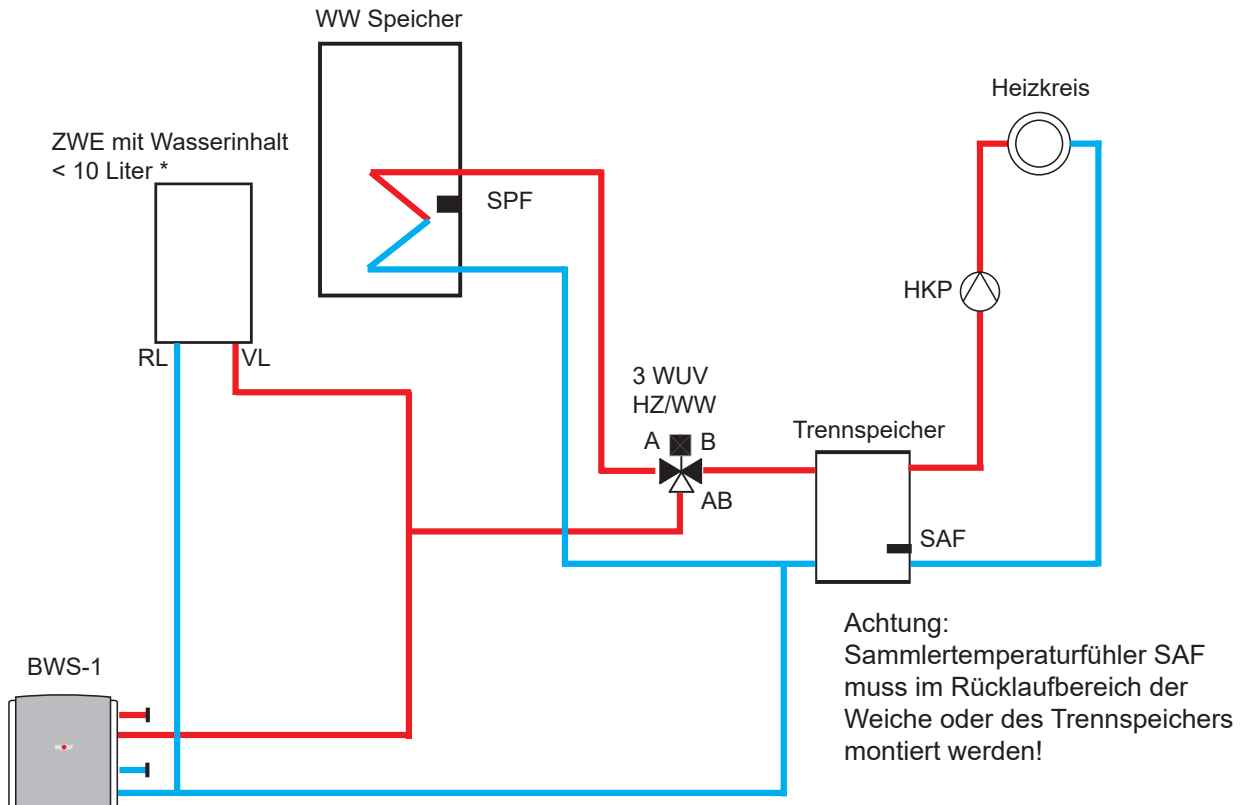 WW Speicher
Heizkreis
ZWE mit Wasserinhalt
< 10 Liter *
SPF
HKP
RL
VL
3 WUV
HZ/WW
A
B
AB
Trennspeicher
SAF
Achtung:
Sammlertemperaturfühler SAF
muss im Rücklaufbereich der
Weiche oder des Trennspeichers
montiert werden!
BWS-1